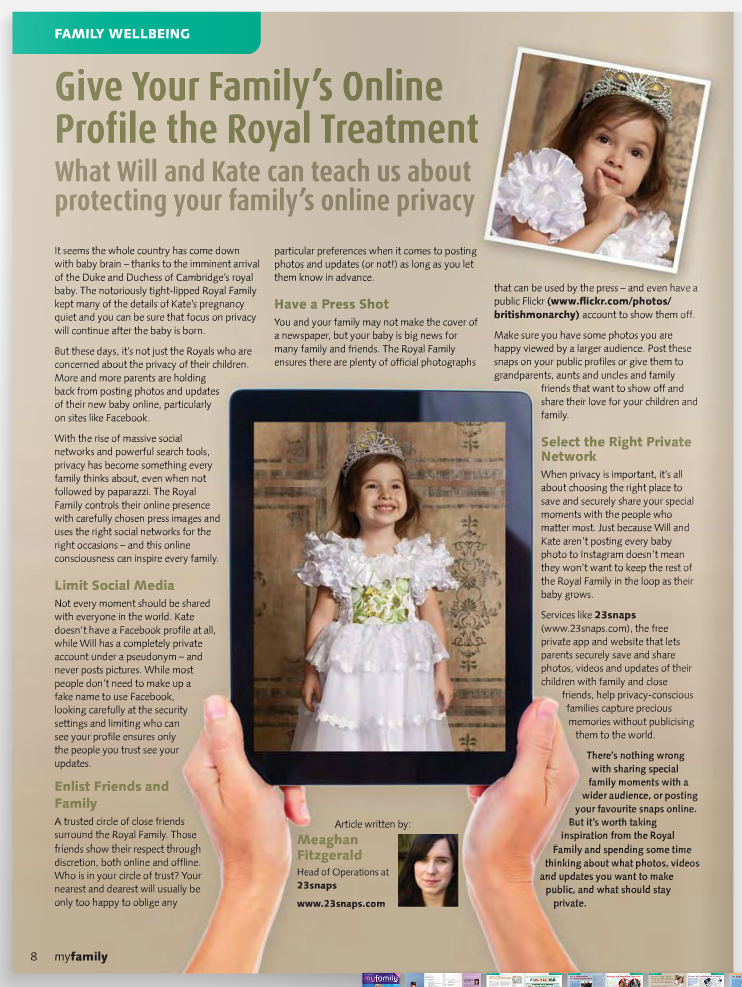 FAMILY WELLBEING
Give Your Family's Online
Profile the Royal Treatment
What Will and Kate can teach us about
protecting your family's online privacy
It seems the whole country has come down
with baby brain – thanks to the imminent arrival
of the Duke and Duchess of Cambridge's royal
baby. The notoriously tight-lipped Royal Family
kept many of the details of Kate's pregnancy
quiet and you can be sure that focus on privacy
will continue after the baby is born.
But these days, it's not just the Royals who are
concerned about the privacy of their children.
More and more parents are holding
back from posting photos and updates
of their new baby online, particularly
on sites like Facebook.
With the rise of massive social
networks and powerful search tools,
privacy has become something every
family thinks about, even when not
followed by paparazzi. The Royal
Family controls their online presence
with carefully chosen press images and
uses the right social networks for the
right occasions – and this online
consciousness can inspire every family.
Limit Social Media
Not every moment should be shared
with everyone in the world. Kate
doesn't have a Facebook profile at all,
while Will has a completely private
account under a pseudonym – and
never posts pictures. While most
people don't need to make up a
fake name to use Facebook,
looking carefully at the security
settings and limiting who can
see your profile ensures only
the people you trust see your
updates.
Enlist Friends and
Family
A trusted circle of close friends
surround the Royal Family. Those
friends show their respect through
discretion, both online and offline.
Who is in your circle of trust? Your
nearest and dearest will usually be
only too happy to oblige any
particular preferences when it comes to posting
photos and updates (or not!) as long as you let
them know in advance.
Have a Press Shot
You and your family may not make the cover of
a newspaper, but your baby is big news for
many family and friends. The Royal Family
ensures there are plenty of official photographs
that can be used by the press – and even have a
public Flickr (www.flickr.com/photos/
britishmonarchy) account to show them off.
Make sure you have some photos you are
happy viewed by a larger audience. Post these
snaps on your public profiles or give them to
grandparents, aunts and uncles and family
friends that want to show off and
share their love for your children and
family.
Select the Right Private
Network
When privacy is important, it's all
about choosing the right place to
save and securely share your special
moments with the people who
matter most. Just because Will and
Kate aren't posting every baby
photo to Instagram doesn't mean
they won't want to keep the rest of
the Royal Family in the loop as their
baby grows.
Services like 23snaps
(www.23snaps.com), the free
private app and website that lets
parents securely save and share
photos, videos and updates of their
children with family and close
friends, help privacy-conscious
families capture precious
memories without publicising
them to the world.
There's nothing wrong
with sharing special
family moments with a
wider audience, or posting
your favourite snaps online.
But it's worth taking
inspiration from the Royal
Family and spending some time
thinking about what photos, videos
and updates you want to make
public, and what should stay
private.
Article written by:
Meaghan
Fitzgerald
Head of Operations at
23snaps
www.23snaps.com
8 myfamily
myfamily